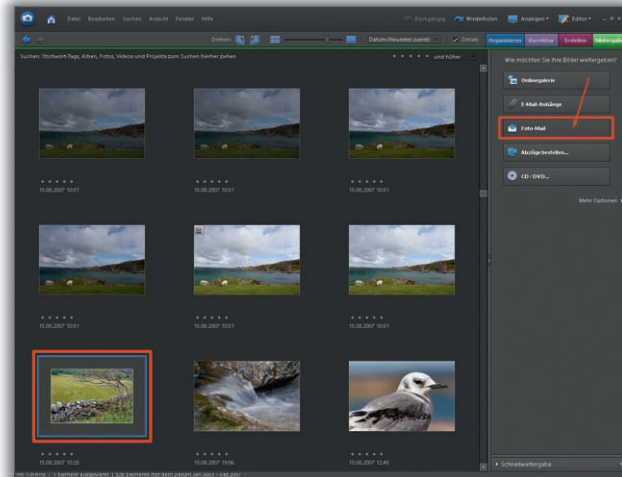 Datei Bearbeiten Suchen Ansicht Fenster Hilfe
Rückgängig Wiederholen Anzeigen Editor
Drehen: Datum (Neuestes zuerst) Details Organisieren Korrektur Erstellen
Suchen: Stichwort-Tags, Alben, Fotos, Videos und Projekte zum Suchen hierher ziehen
und höher
Wie möchten Sie Ihre Bilder weitergeben?
Onlinegalerie
E-Mail-Anhänge
Foto-Mail
Abzüge bestellen...
CD/DVD...
Mehr Optionen
15.08.2007 10:51 15.08.2007 10:51 15.08.2007 10:51
15.08.2007 10:51 15.08.2007 10:51 15.08.2007 10:51
15.08.2007 15:25 15.08.2007 19:06 15.08.2007 12:49
Schnellweitergabe